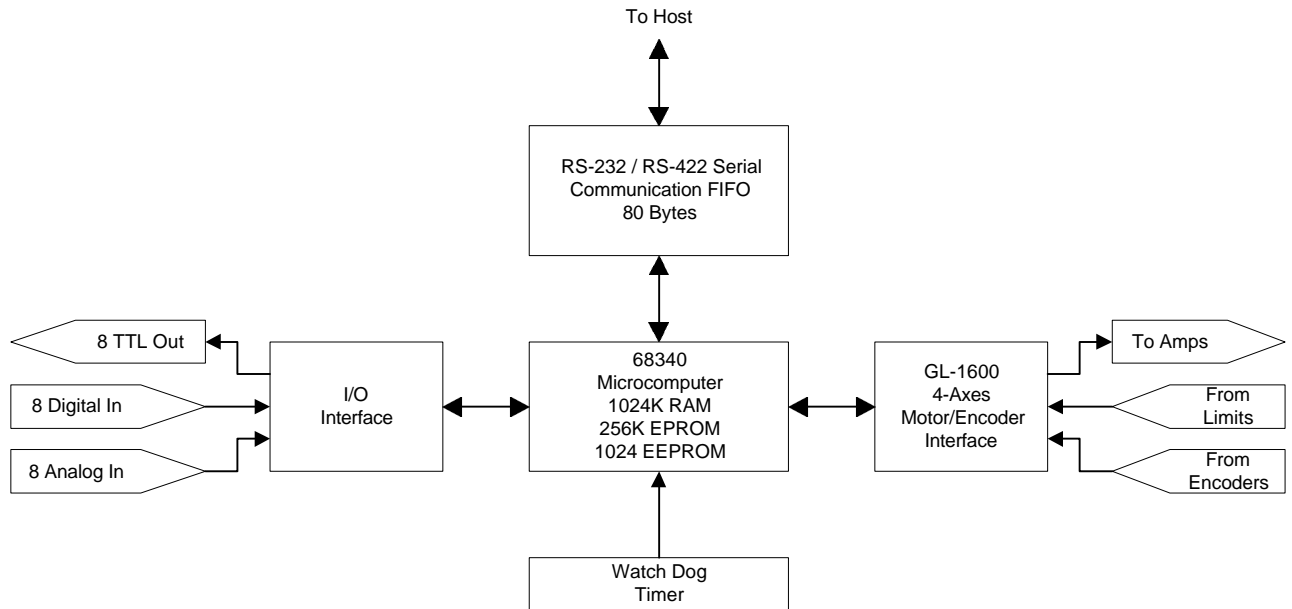 To Host
RS-232 / RS-422 Serial
Communication FIFO
80 Bytes
8 TTL Out
8 Digital In
8 Analog In
I/O
Interface
68340
Microcomputer
1024K RAM
256K EPROM
1024 EEPROM
GL-1600
4-Axes
Motor/Encoder
Interface
To Amps
From
Limits
From
Encoders
Watch Dog
Timer